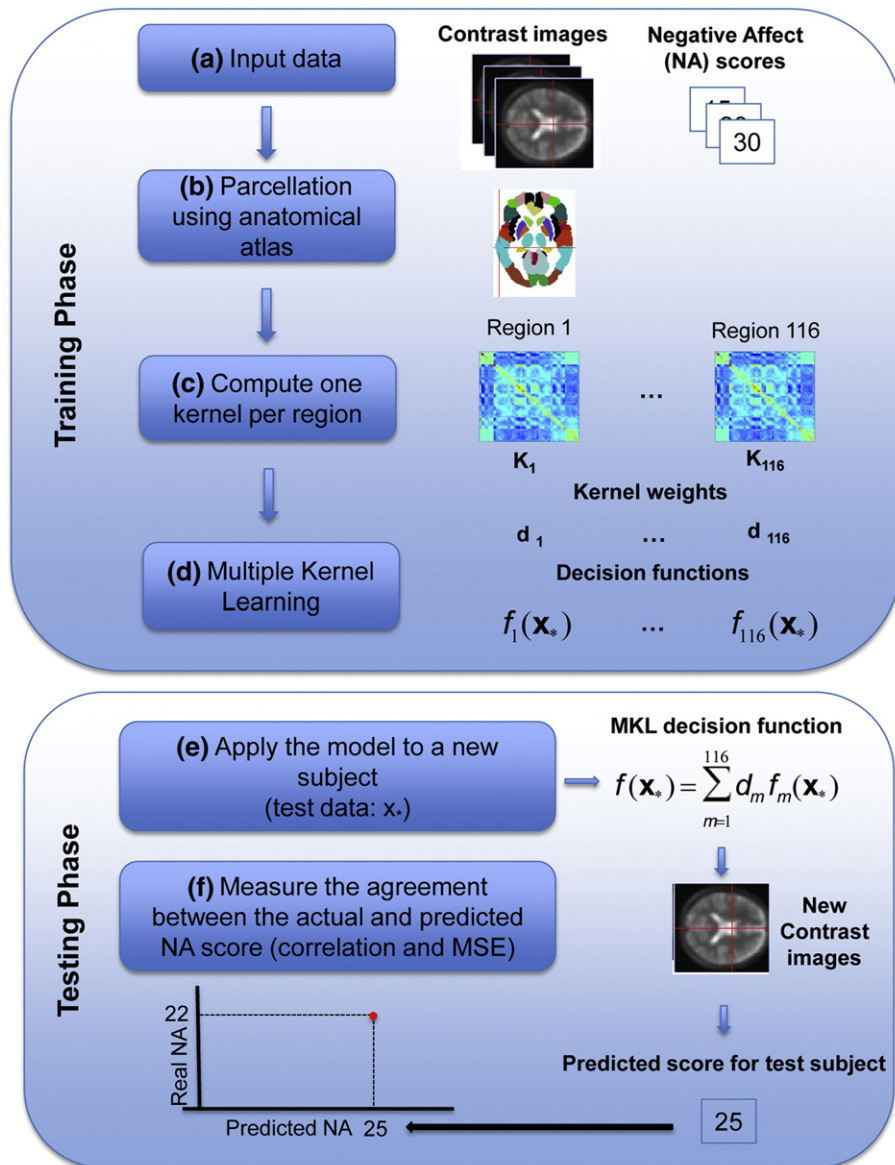 Training Phase
(a) Input data
Contrast images
Negative Affect
(NA) scores
30
(b) Parcellation
using anatomical
atlas
(c) Compute one
kernel per region
Region 1
Region 116
...
K₁
K₁₁₆
Kernel weights
d ₁ ... d ₁₁₆
(d) Multiple Kernel
Learning
Decision functions
f₁(x*) ... f₁₁₆(x*)
Testing Phase
(e) Apply the model to a new
subject
(test data: x*)
MKL decision function
116
f(x*) = ∑ dₘ fₘ(x*)
m=1
(f) Measure the agreement
between the actual and predicted
NA score (correlation and MSE)
New
Contrast
images
Real NA
22
Predicted NA 25
Predicted score for test subject
25